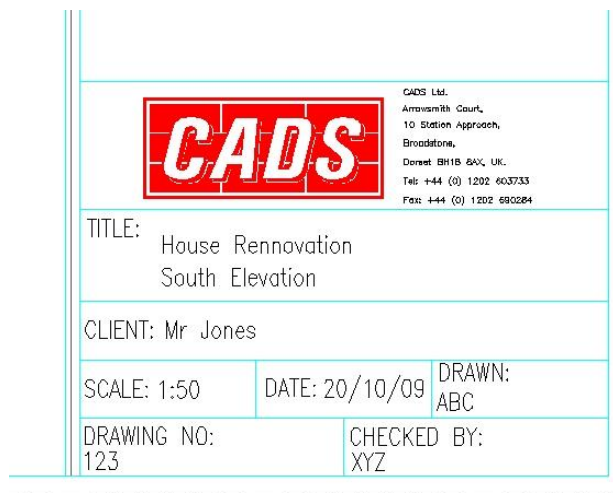 CADS
CADS Ltd.
Arrowsmith Court,
10 Station Approach,
Broadstone,
Dorset BH18 8AX, UK.
Tel: +44 (0) 1202 603733
Fax: +44 (0) 1202 690284
TITLE:
House Rennovation
South Elevation
CLIENT: Mr Jones
SCALE: 1:50
DATE: 20/10/09
DRAWN:
ABC
DRAWING NO:
123
CHECKED BY:
XYZ